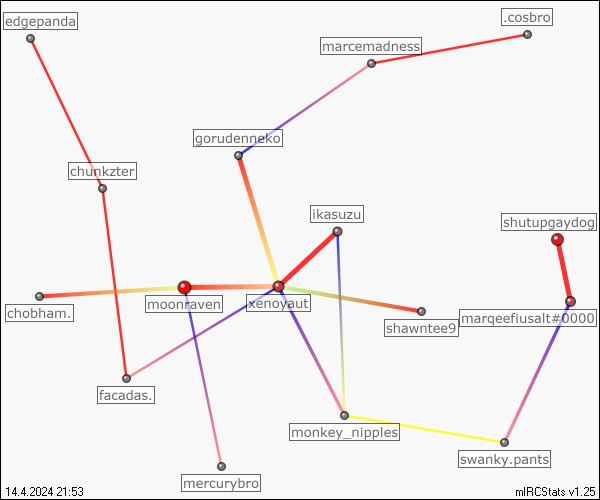 edgepanda
.cosbro
marcemadness
gorudenneko
chunkzter
ikasuzu
shutupgaydog
moonraven
xenoyaut
chobham.
shawntee9
marqeefiusalt#0000
facadas.
monkey_nipples
swanky.pants
mercurybro
14.4.2024 21:53
mIRCStats v1.25